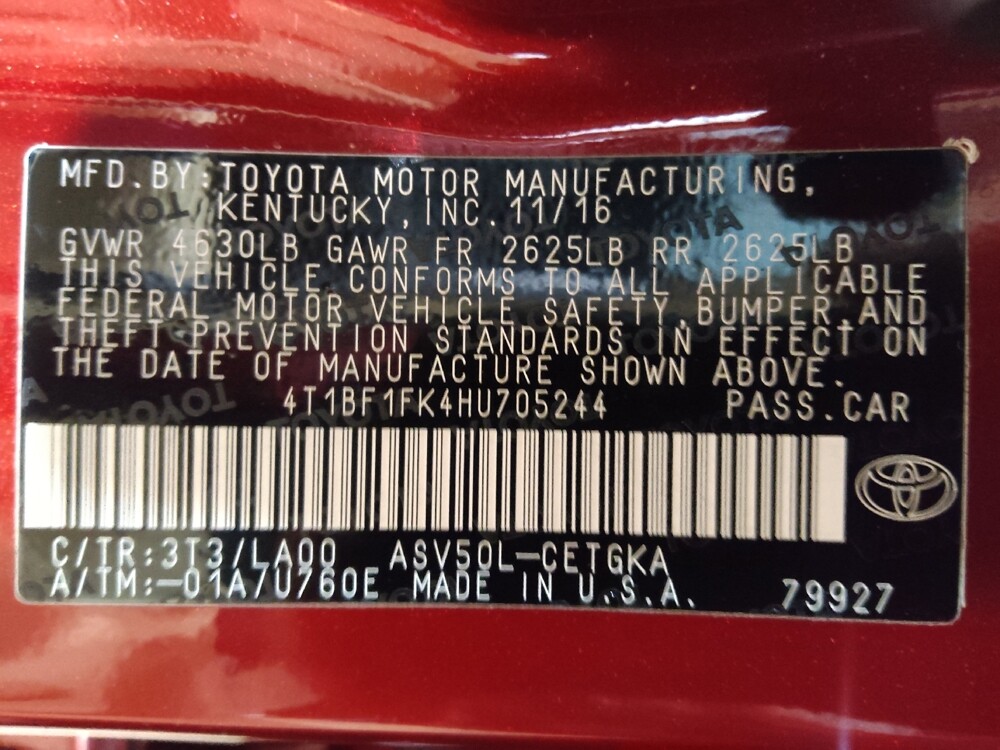 MFD.BY:TOYOTA MOTOR MANUFACTURING,
KENTUCKY,INC.11/16
GVWR 4630LB GAWR FR 2625LB RR 2625LB
THIS VEHICLE CONFORMS TO ALL APPLICABLE
FEDERAL MOTOR VEHICLE SAFETY,BUMPER,AND
THEFT-PREVENTION STANDARDS IN EFFECT ON
THE DATE OF MANUFACTURE SHOWN ABOVE.
4T1BF1FK4HU705244 PASS.CAR
C/TR:3T3/LA00 ASV50L-CETGKA
A/TM:-01A/U760E MADE IN U.S.A. 79927